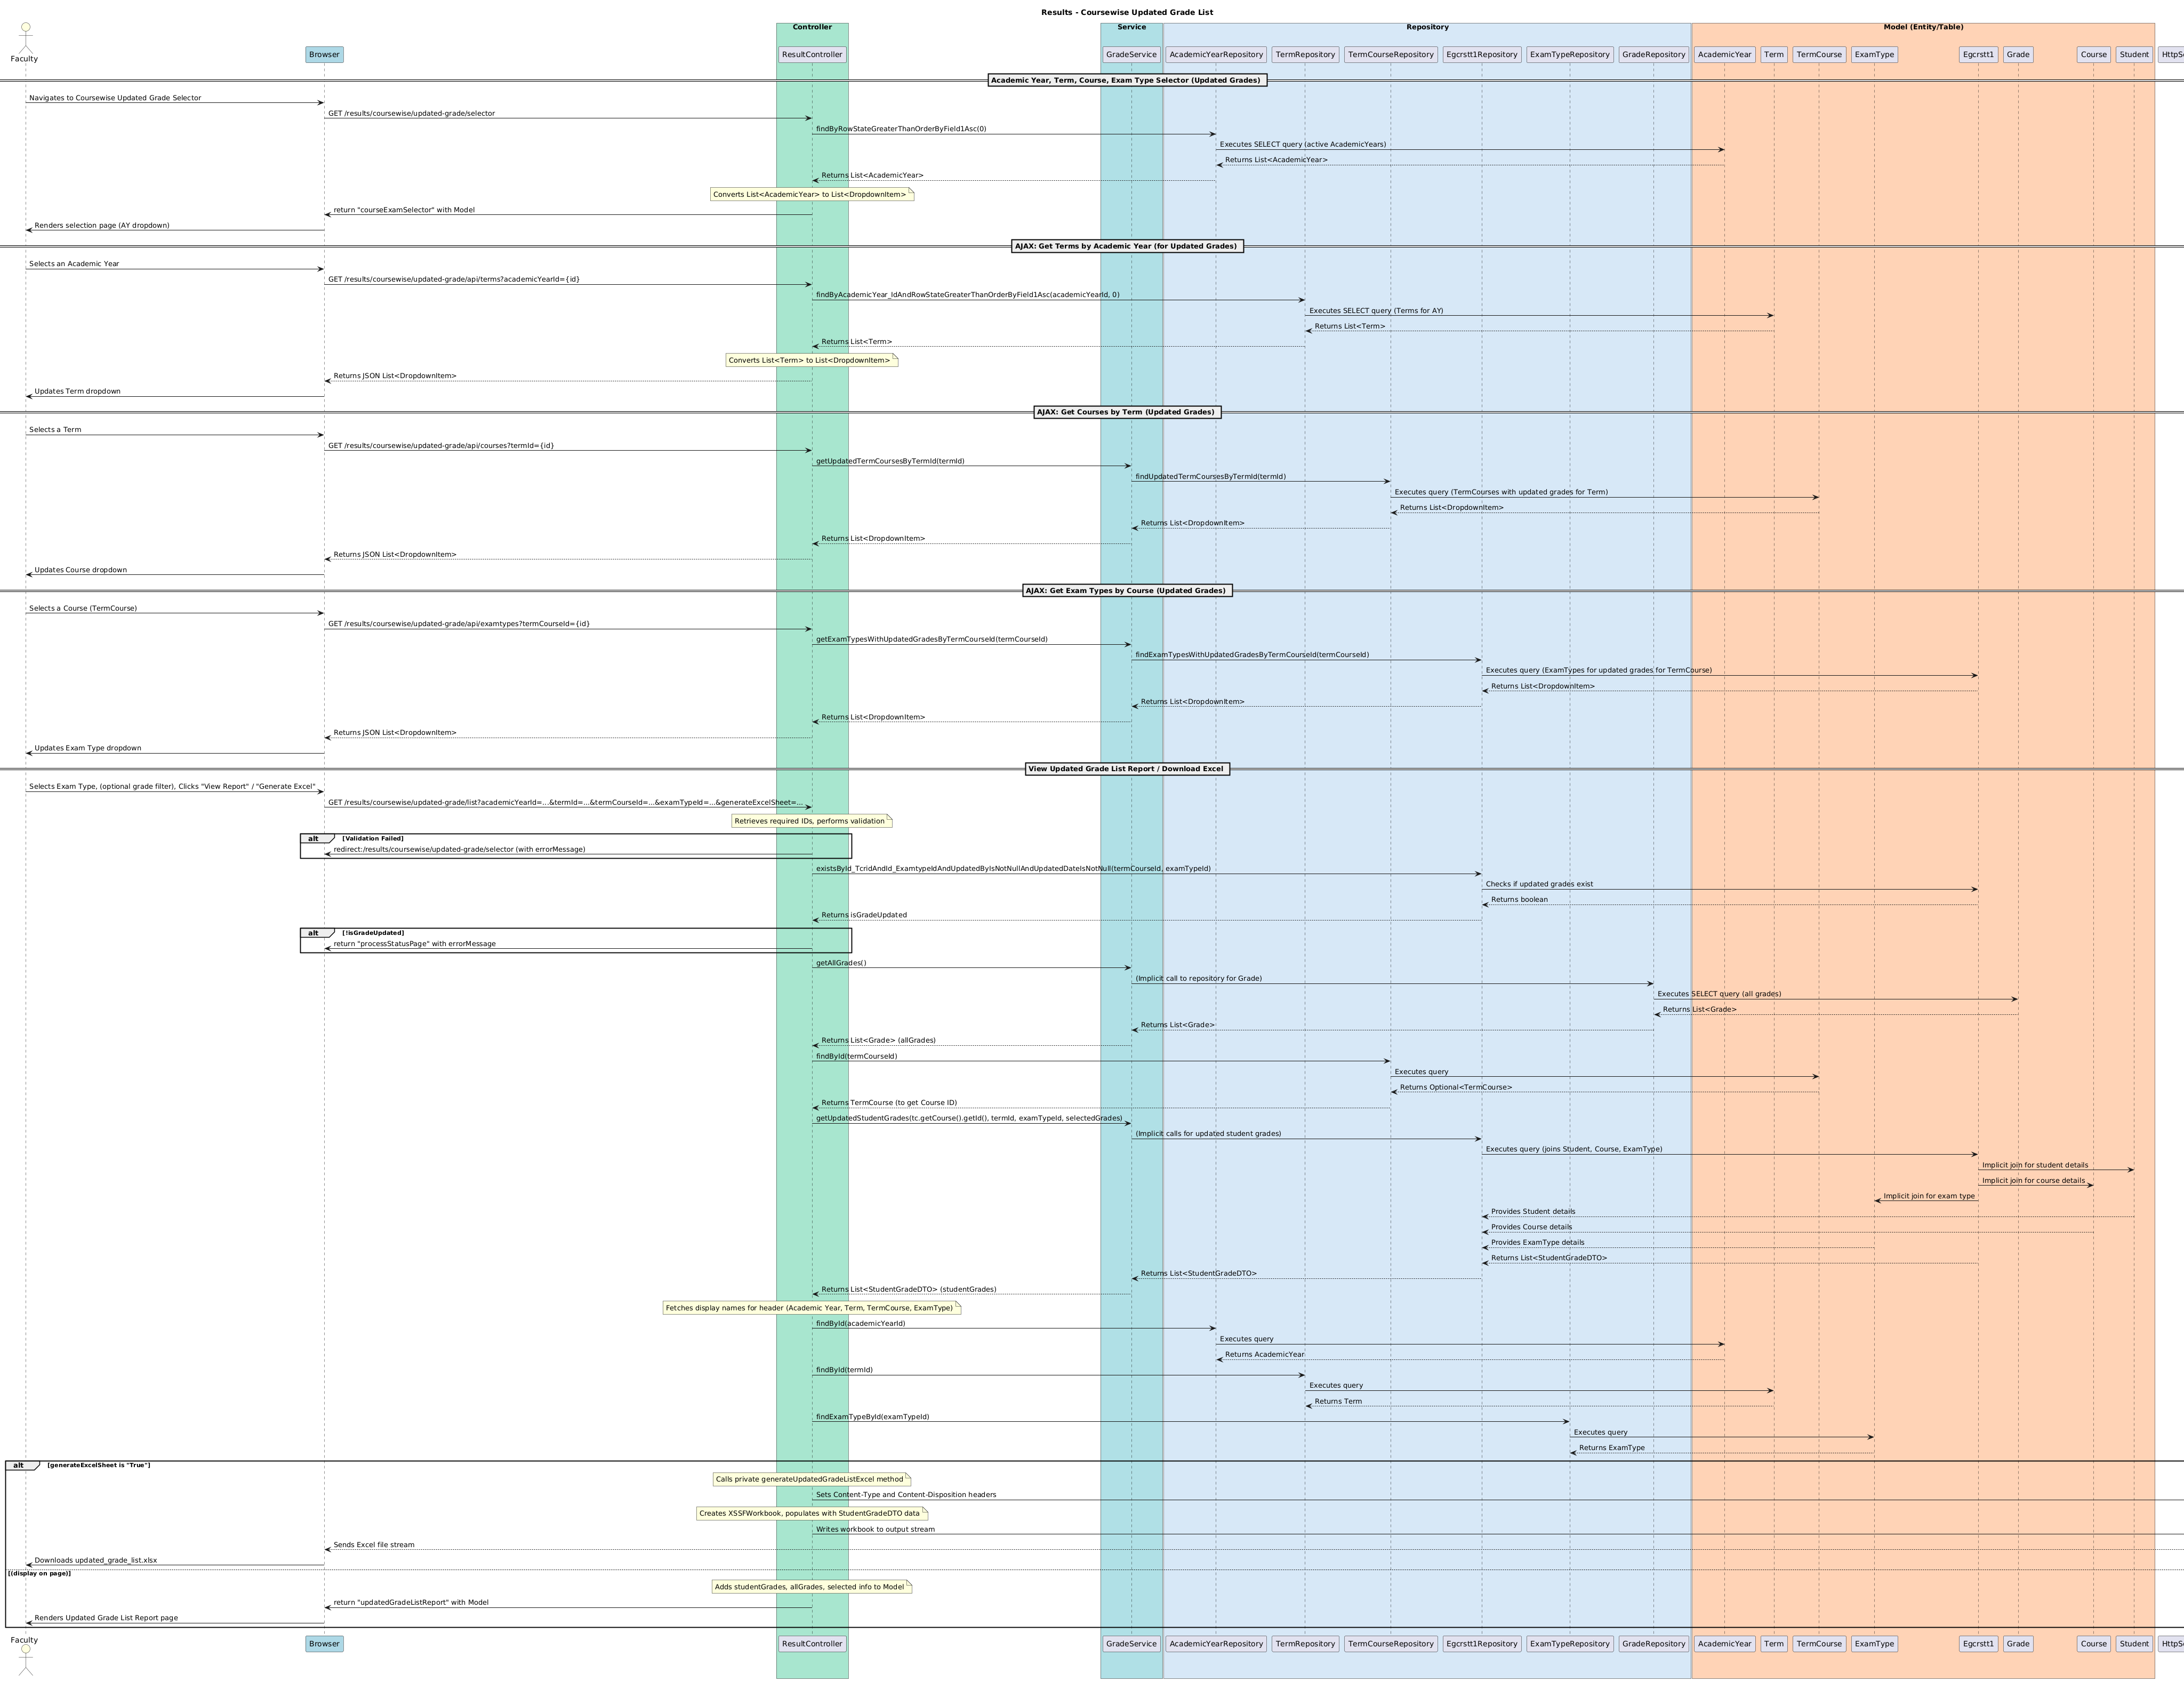 Results - Coursewise Updated Grade List
Controller
Service
Repository
Model (Entity/Table)
Faculty
Browser
ResultController
GradeService
AcademicYearRepository
TermRepository
TermCourseRepository
Egcrstt1Repository
ExamTypeRepository
GradeRepository
AcademicYear
Term
TermCourse
ExamType
Egcrstt1
Grade
Course
Student
Academic Year, Term, Course, Exam Type Selector (Updated Grades)
Navigates to Coursewise Updated Grade Selector
GET /results/coursewise/updated-grade/selector
findByRowStateGreaterThanOrderByField1Asc(0)
Executes SELECT query (active AcademicYears)
Returns List<AcademicYear>
Returns List<AcademicYear>
Converts List<AcademicYear> to List<DropdownItem>
return "courseExamSelector" with Model
Renders selection page (AY dropdown)
AJAX: Get Terms by Academic Year (for Updated Grades)
Selects an Academic Year
GET /results/coursewise/updated-grade/api/terms?academicYearId={id}
findByAcademicYear_IdAndRowStateGreaterThanOrderByField1Asc(academicYearId, 0)
Executes SELECT query (Terms for AY)
Returns List<Term>
Returns List<Term>
Converts List<Term> to List<DropdownItem>
Returns JSON List<DropdownItem>
Updates Term dropdown
AJAX: Get Courses by Term (Updated Grades)
Selects a Term
GET /results/coursewise/updated-grade/api/courses?termId={id}
getUpdatedTermCoursesByTermId(termId)
findUpdatedTermCoursesByTermId(termId)
Executes query (TermCourses with updated grades for Term)
Returns List<DropdownItem>
Returns List<DropdownItem>
Returns List<DropdownItem>
Returns JSON List<DropdownItem>
Updates Course dropdown
AJAX: Get Exam Types by Course (Updated Grades)
Selects a Course (TermCourse)
GET /results/coursewise/updated-grade/api/examtypes?termCourseId={id}
getExamTypesWithUpdatedGradesByTermCourseId(termCourseId)
findExamTypesWithUpdatedGradesByTermCourseId(termCourseId)
Executes query (ExamTypes for updated grades for TermCourse)
Returns List<DropdownItem>
Returns List<DropdownItem>
Returns List<DropdownItem>
Returns JSON List<DropdownItem>
Updates Exam Type dropdown
View Updated Grade List Report / Download Excel
Selects Exam Type, (optional grade filter), Clicks "View Report" / "Generate Excel"
GET /results/coursewise/updated-grade/list?academicYearId=...&termId=...&termCourseId=...&examTypeId=...&generateExcelSheet=...
Retrieves required IDs, performs validation
alt [Validation Failed]
redirect:/results/coursewise/updated-grade/selector (with errorMessage)
existsById_TcridAndId_ExamtypeIdAndUpdatedByIsNotNullAndUpdatedDateIsNotNull(termCourseId, examTypeId)
Checks if updated grades exist
Returns boolean
Returns isGradeUpdated
alt [!isGradeUpdated]
return "processStatusPage" with errorMessage
getAllGrades()
(Implicit call to repository for Grade)
Executes SELECT query (all grades)
Returns List<Grade>
Returns List<Grade>
Returns List<Grade> (allGrades)
findById(termCourseId)
Executes query
Returns Optional<TermCourse>
Returns TermCourse (to get Course ID)
getUpdatedStudentGrades(tc.getCourse().getId(), termId, examTypeId, selectedGrades)
(Implicit calls for updated student grades)
Executes query (joins Student, Course, ExamType)
Implicit join for student details
Implicit join for course details
Implicit join for exam type
Provides Student details
Provides Course details
Provides ExamType details
Returns List<StudentGradeDTO>
Returns List<StudentGradeDTO>
Returns List<StudentGradeDTO> (studentGrades)
Fetches display names for header (Academic Year, Term, TermCourse, ExamType)
findById(academicYearId)
Executes query
Returns AcademicYear
findById(termId)
Executes query
Returns Term
findExamTypeById(examTypeId)
Executes query
Returns ExamType
alt [generateExcelSheet is "True"]
Calls private generateUpdatedGradeListExcel method
Sets Content-Type and Content-Disposition headers
Creates XSSFWorkbook, populates with StudentGradeDTO data
Writes workbook to output stream
Sends Excel file stream
Downloads updated_grade_list.xlsx
[(display on page)]
Adds studentGrades, allGrades, selected info to Model
return "updatedGradeListReport" with Model
Renders Updated Grade List Report page
Faculty
Browser
ResultController
GradeService
AcademicYearRepository
TermRepository
TermCourseRepository
Egcrstt1Repository
ExamTypeRepository
GradeRepository
AcademicYear
Term
TermCourse
ExamType
Egcrstt1
Grade
Course
Student